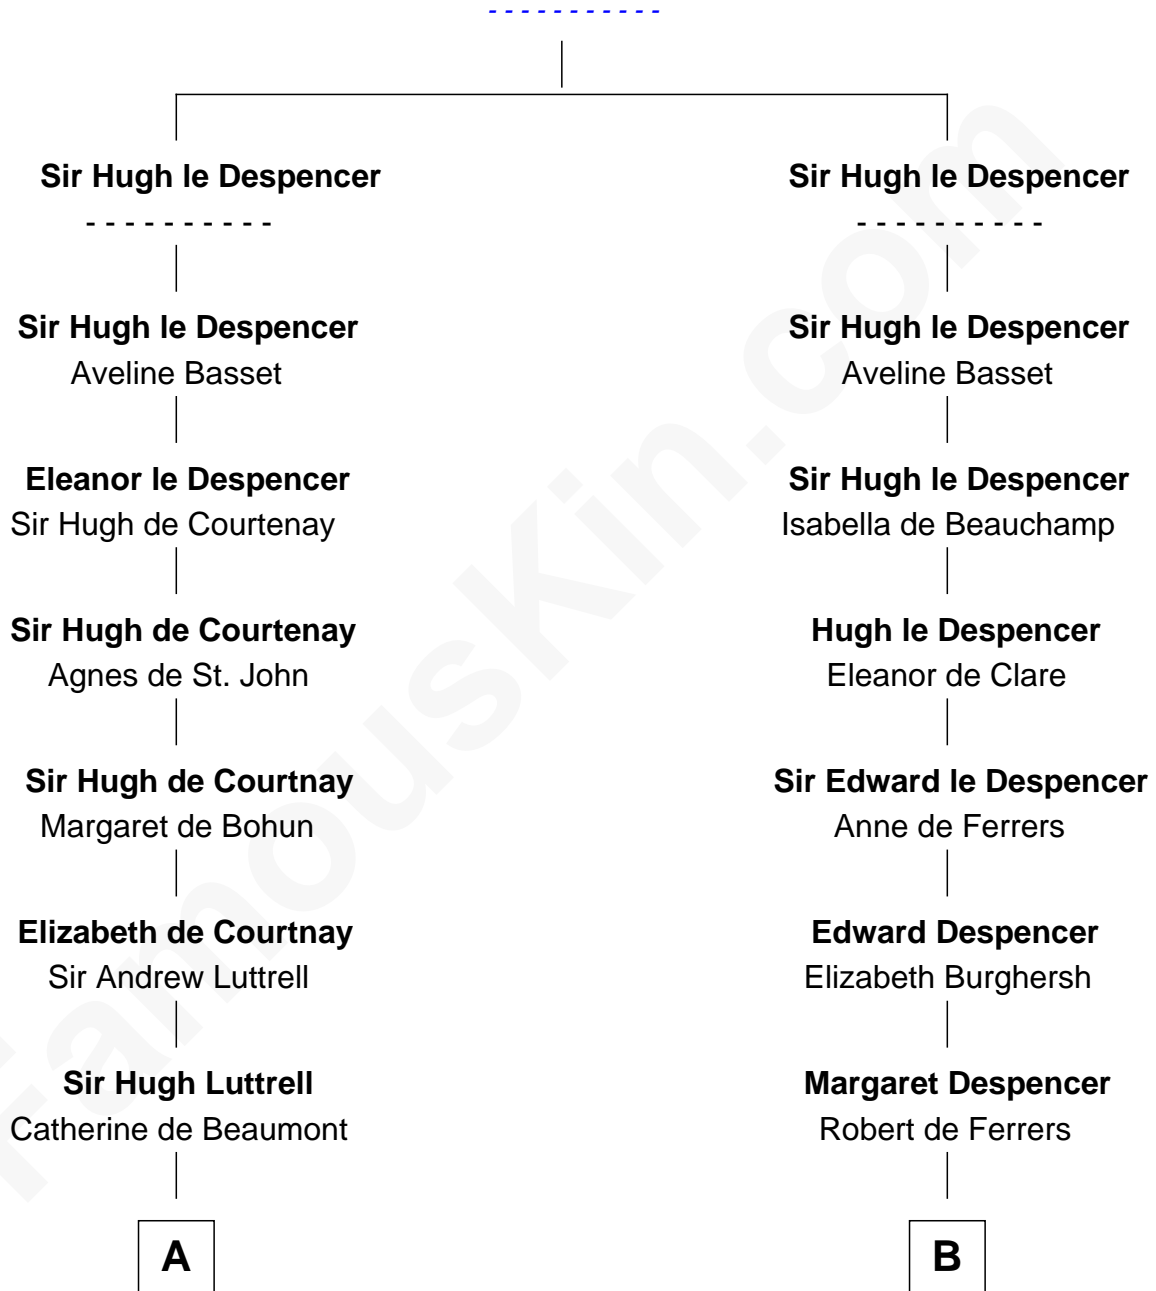 - - - - - - - - - - -
Sir Hugh le Despencer
- - - - - - - - - -
Sir Hugh le Despencer
Aveline Basset
Eleanor le Despencer
Sir Hugh de Courtenay
Sir Hugh de Courtenay
Agnes de St. John
Sir Hugh de Courtnay
Margaret de Bohun
Elizabeth de Courtnay
Sir Andrew Luttrell
Sir Hugh Luttrell
Catherine de Beaumont
A
Sir Hugh le Despencer
- - - - - - - - - -
Sir Hugh le Despencer
Aveline Basset
Sir Hugh le Despencer
Isabella de Beauchamp
Hugh le Despencer
Eleanor de Clare
Sir Edward le Despencer
Anne de Ferrers
Edward Despencer
Elizabeth Burghersh
Margaret Despencer
Robert de Ferrers
B
FamousKin.com